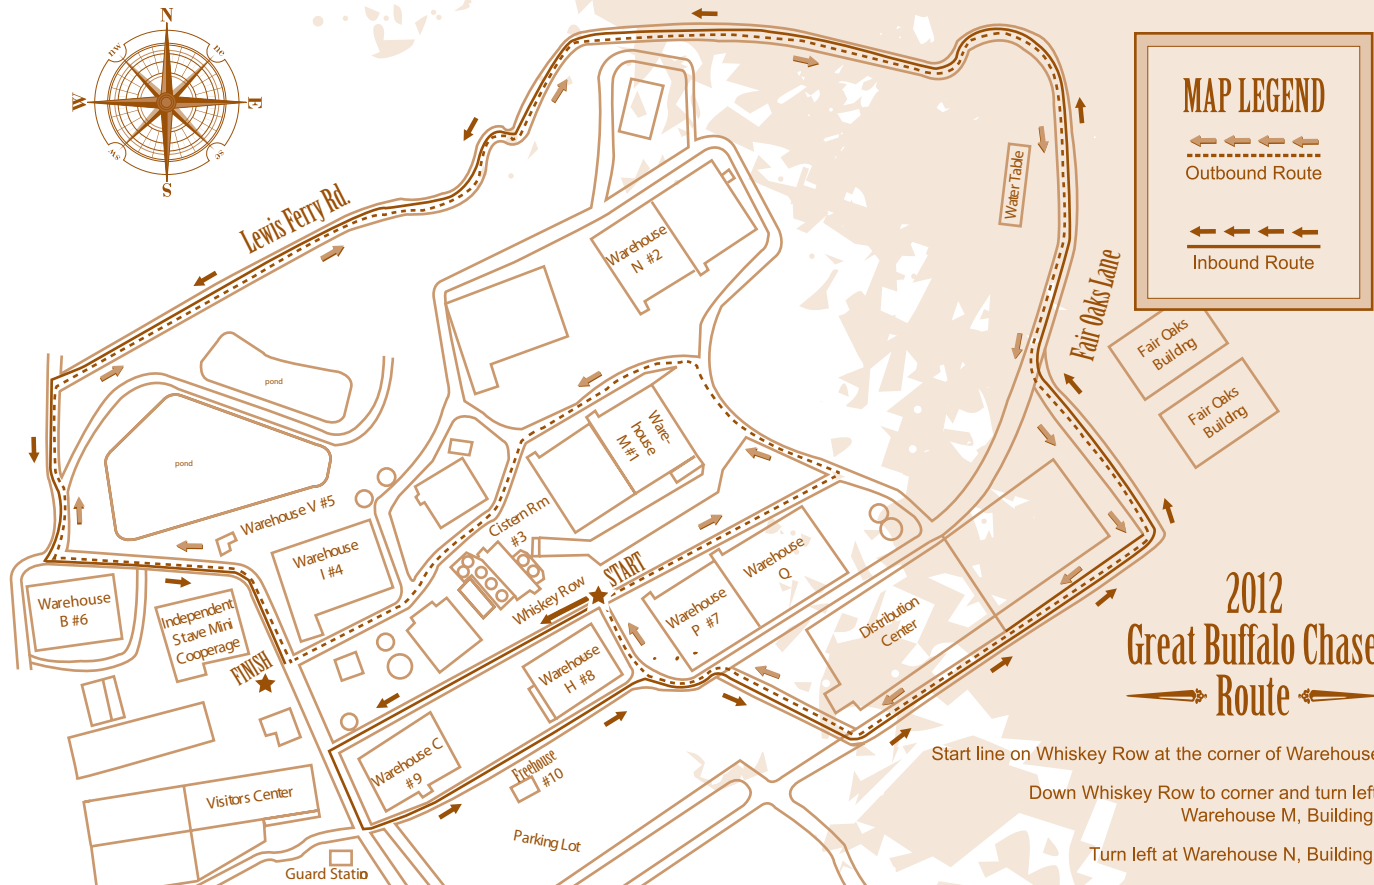 N
nw
ne
W
E
sw
se
S
Lewis Ferry Rd.
MAP LEGEND
Outbound Route
Inbound Route
Water Table
Fair Oaks Lane
Fair Oaks
Building
Fair Oaks
Building
Warehouse
N #2
pond
pond
Ware-
house
M #1
Warehouse V #5
Cistern Rm
#3
Warehouse
I #4
Warehouse
Q
START
Whiskey Row
Warehouse
B #6
Independent
Stave Mini
Cooperage
FINISH
Warehouse
P #7
Distribution
Center
Warehouse
H #8
Warehouse C
#9
Firehouse
#10
Visitors Center
Parking Lot
Guard Station
2012
Great Buffalo Chase
Route
Start line on Whiskey Row at the corner of Warehouse
Down Whiskey Row to corner and turn left
Warehouse M, Building
Turn left at Warehouse N, Building